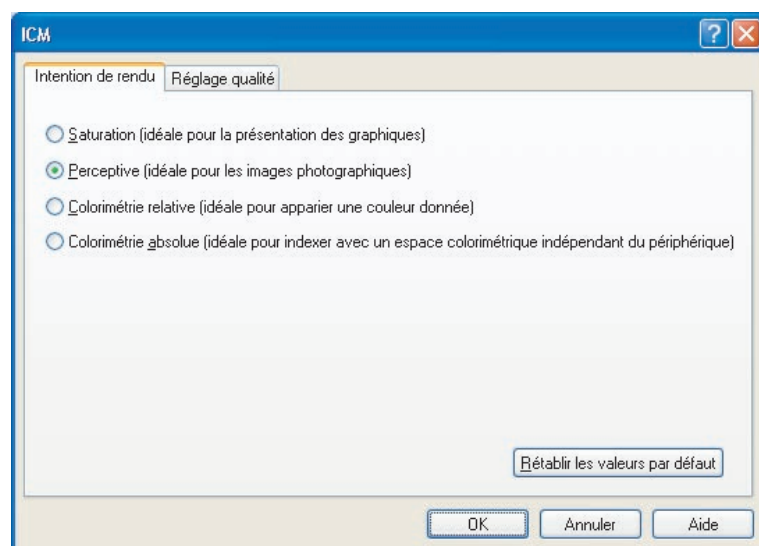 ICM
Intention de rendu
Réglage qualité
Saturation (idéale pour la présentation des graphiques)
Perceptive (idéale pour les images photographiques)
Colorimétrie relative (idéale pour apparier une couleur donnée)
Colorimétrie absolue (idéale pour indexer avec un espace colorimétrique indépendant du périphérique)
Rétablir les valeurs par défaut
OK
Annuler
Aide